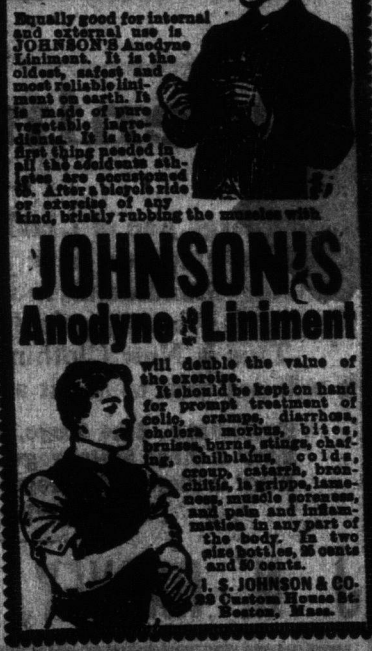 Equally good for internal
and external use is
JOHNSON'S Anodyne
Liniment. It is the
oldest, safest and
most reliable lini-
ment on earth. It
is made of pure
vegetable ingre-
dients. It is the
first thing needed in
all the accidents ath-
letes are accustomed
to. After a bicycle ride
or exercise of any
kind, briskly rubbing the muscles with
JOHNSON'S
Anodyne Liniment
will double the value of
the exercise.
It should be kept on hand
for prompt treatment of
colic, cramps, diarrhœa,
cholera morbus, bites,
bruises, burns, stings, chaf-
ing, chilblains, colds,
croup, catarrh, bron-
chitis, la grippe, lame-
ness, muscle soreness,
and pain and inflam-
mation in any part of
the body. In two
size bottles, 25 cents
and 50 cents.
I. S. JOHNSON & CO.
22 Custom House St.
Boston, Mass.